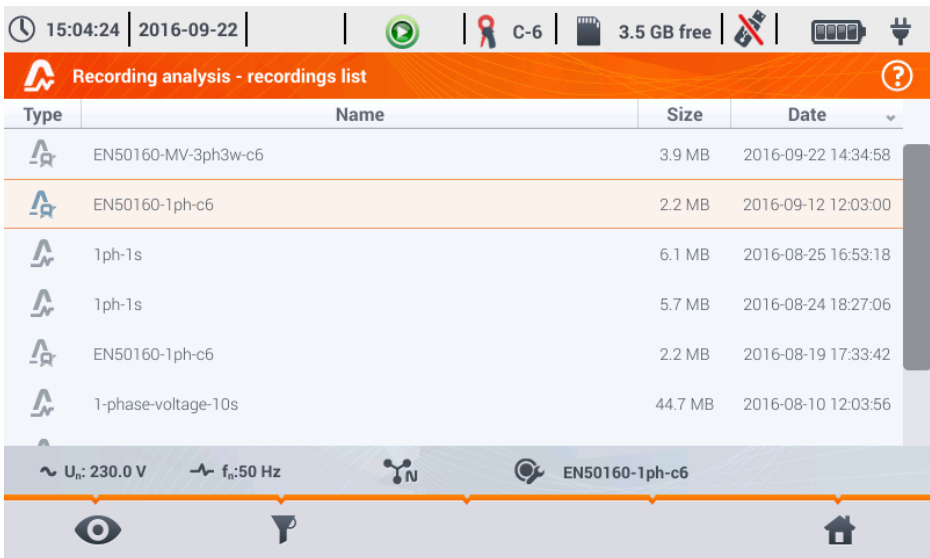 15:04:24 2016-09-22 C-6 3.5 GB free
Recording analysis - recordings list ?
Type Name Size Date
EN50160-MV-3ph3w-c6 3.9 MB 2016-09-22 14:34:58
EN50160-1ph-c6 2.2 MB 2016-09-12 12:03:00
1ph-1s 6.1 MB 2016-08-25 16:53:18
1ph-1s 5.7 MB 2016-08-24 18:27:06
EN50160-1ph-c6 2.2 MB 2016-08-19 17:33:42
1-phase-voltage-10s 44.7 MB 2016-08-10 12:03:56
Un: 230.0 V fn:50 Hz N EN50160-1ph-c6